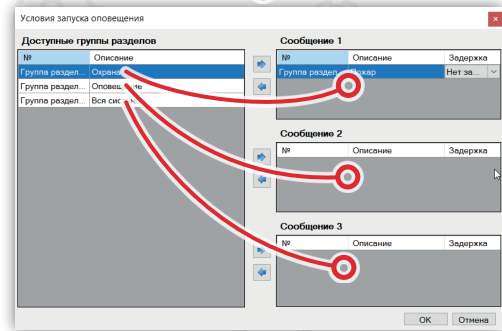 Условия запуска оповещения
Доступные группы разделов
№ Описание
Группа раздел... Охрана
Группа раздел... Опове
Группа раздел... Вся сис
Сообщение 1
№ Описание Задержка
Группа раздел Пожар Нет за...
Сообщение 2
№ Описание Задержка
Сообщение 3
№ Описание Задержка
OK Отмена